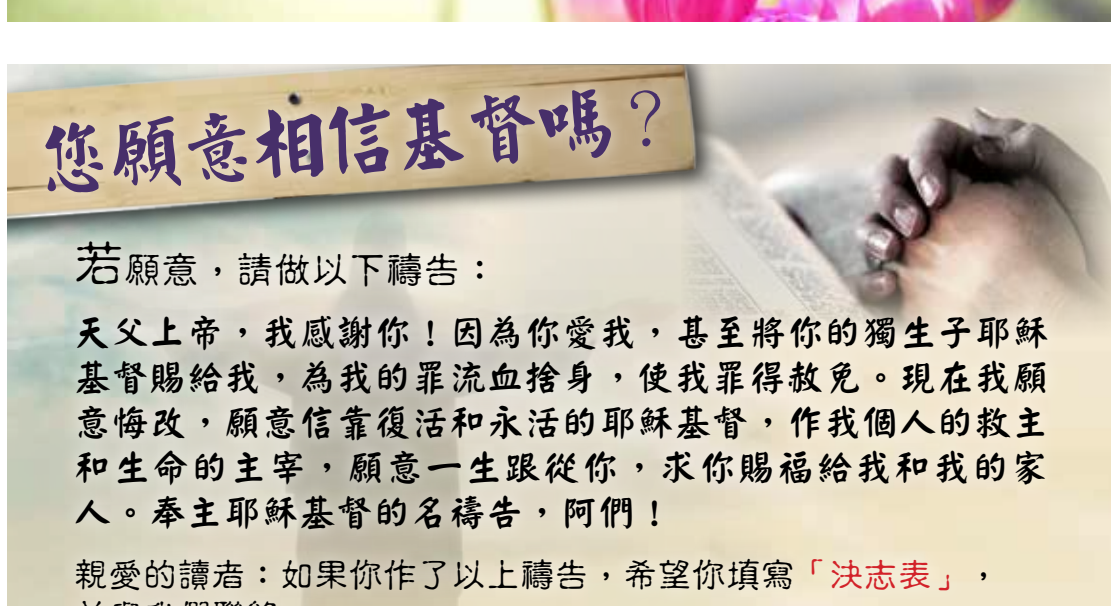 您願意相信基督嗎？
若願意，請做以下禱告：
天父上帝，我感謝你！因為你愛我，甚至將你的獨生子耶穌
基督賜給我，為我的罪流血捨身，使我罪得赦免。現在我願
意悔改，願意信靠復活和永活的耶穌基督，作我個人的救主
和生命的主宰，願意一生跟從你，求你賜福給我和我的家
人。奉主耶穌基督的名禱告，阿們！
親愛的讀者：如果你作了以上禱告，希望你填寫「決志表」，